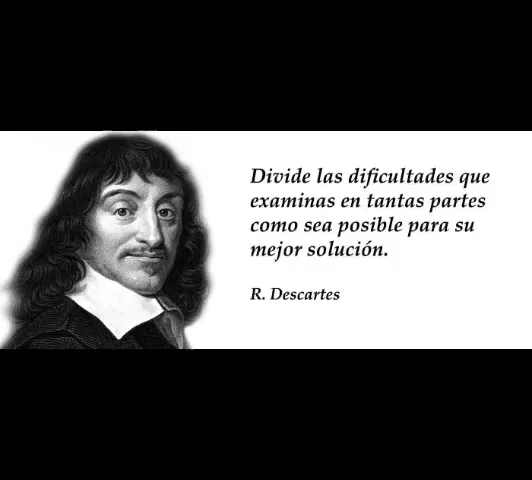 Divide las dificultades que
examinas en tantas partes
como sea posible para su
mejor solución.
R. Descartes